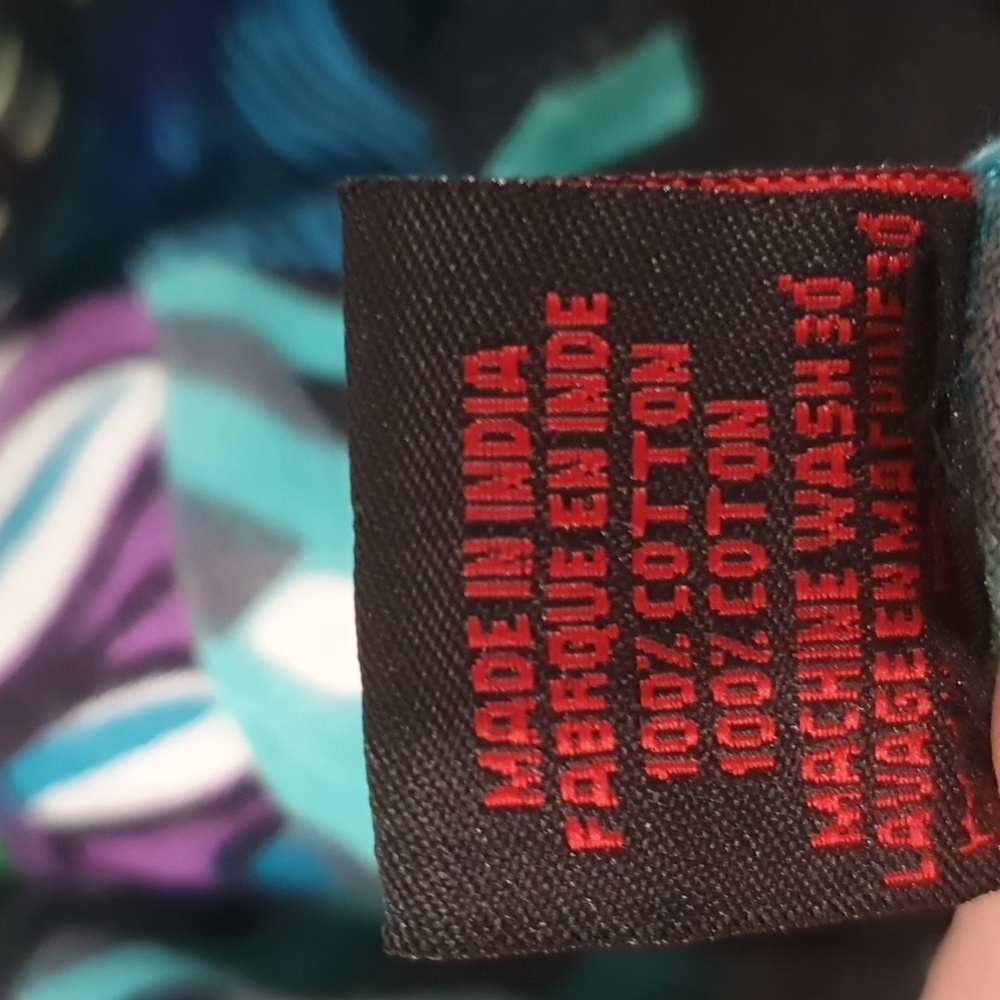 MADE IN INDIA
FABRQUE EN INDE
100% COTTON
100% COTON
MACHINE WASH 30°
LAVAGE EN MACHINE 30°